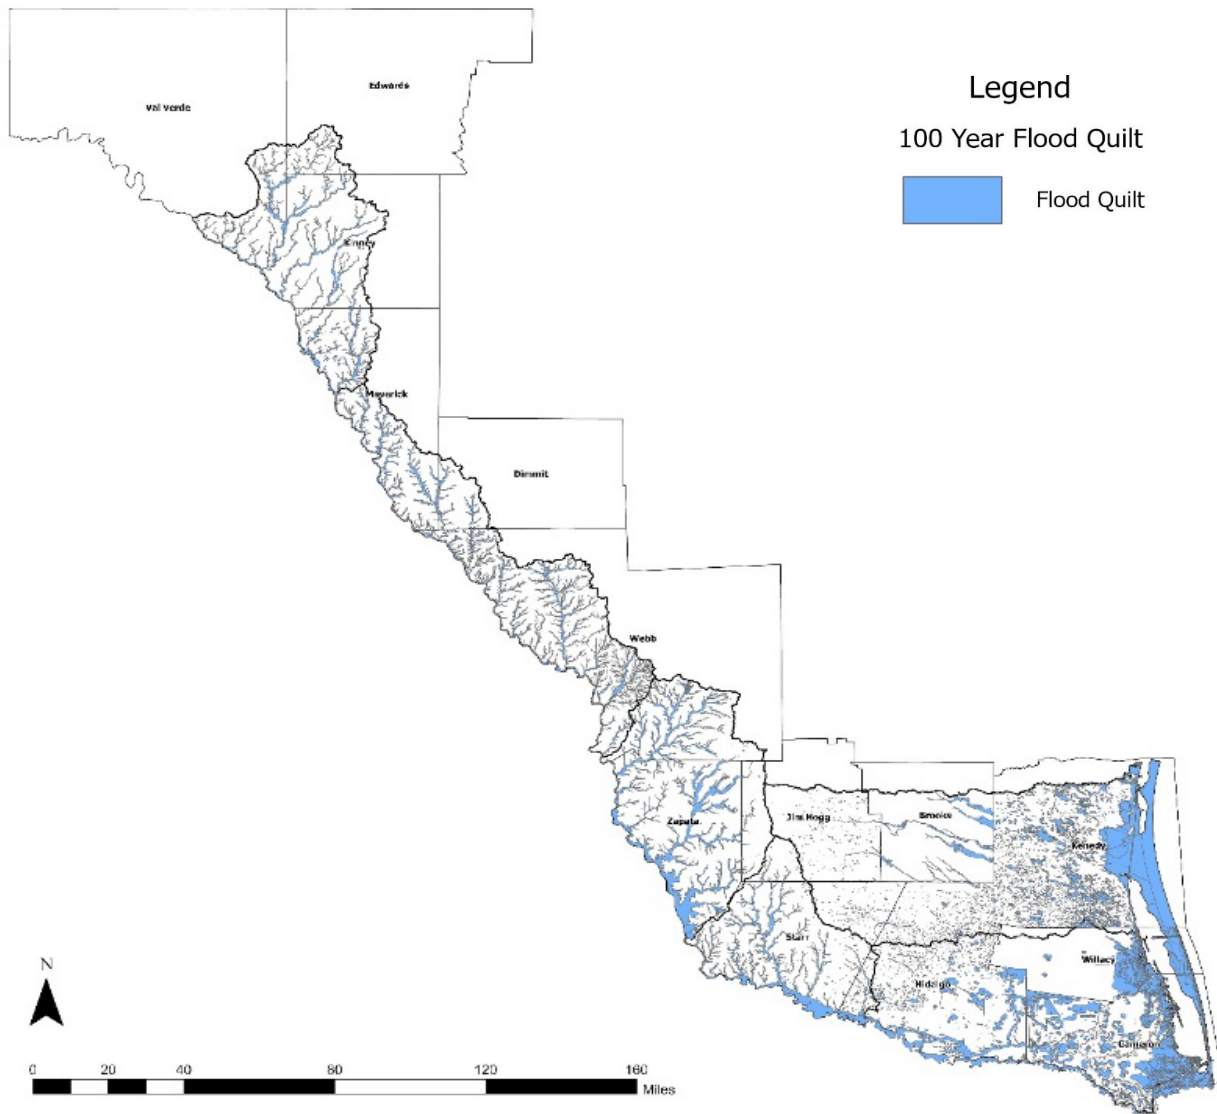 Legend
100 Year Flood Quilt
Flood Quilt
Val Verde
Edwards
Kinney
Maverick
Dimmit
Webb
Zapata
Jim Hogg
Brooks
Kenedy
Starr
Hidalgo
Willacy
Cameron
N
0 20 40 80 120 160
Miles